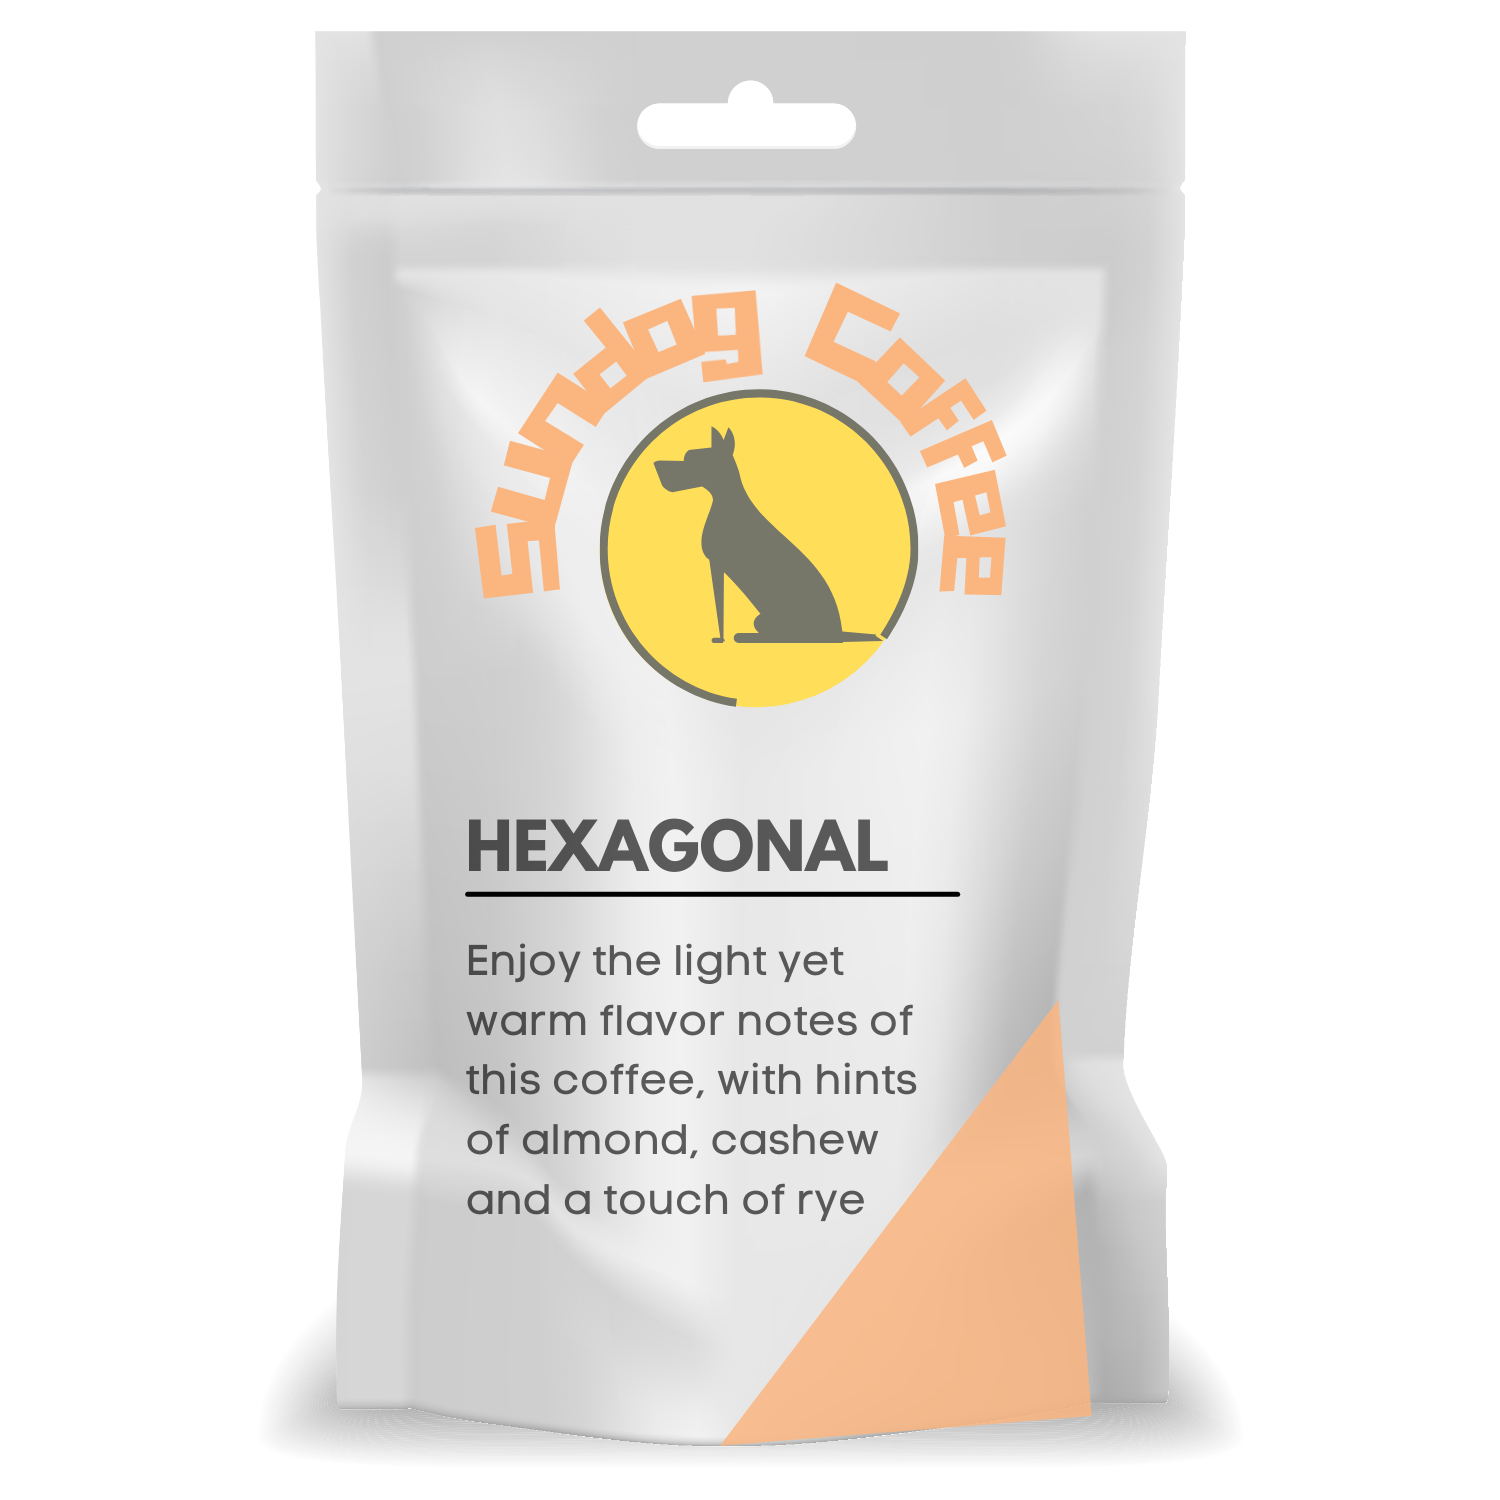 Sundog Coffee
HEXAGONAL
Enjoy the light yet
warm flavor notes of
this coffee, with hints
of almond, cashew
and a touch of rye